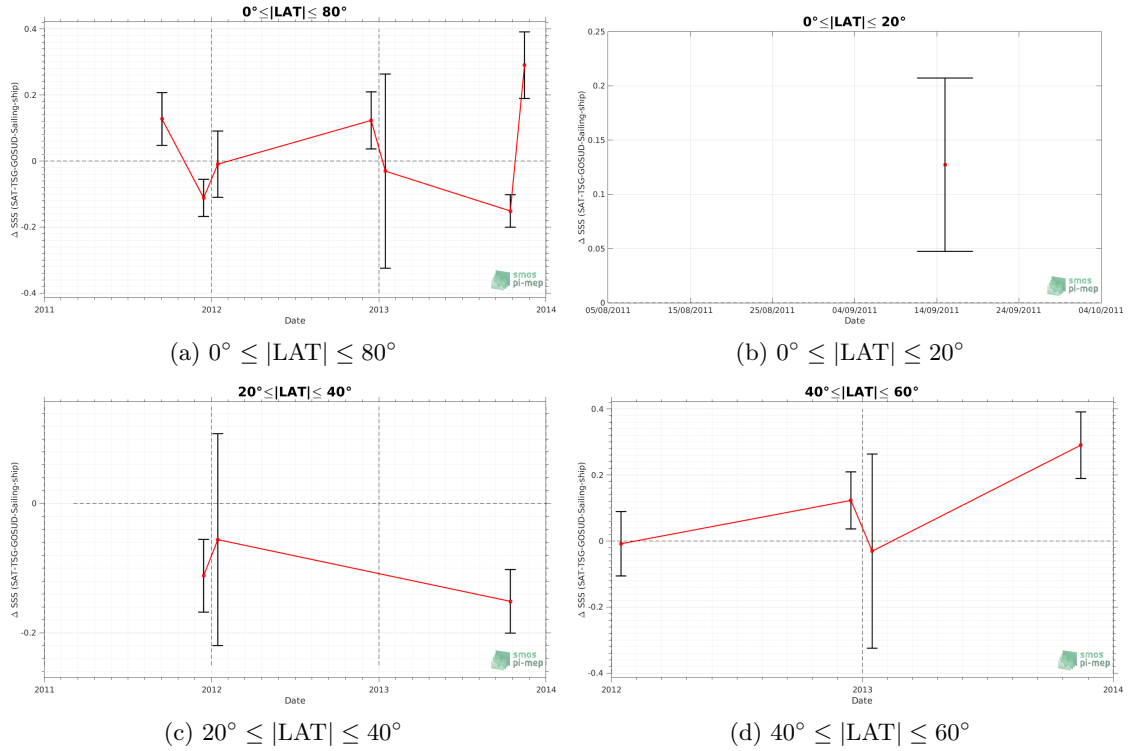 0°≤|LAT|≤ 80°
0.4
0.2
0
-0.2
-0.4
Δ SSS (SAT-TSG-GOSUD-Sailing-ship)
2011
2012
2013
2014
Date
smos
pi-mep
(a) 0° ≤ |LAT| ≤ 80°
0°≤|LAT|≤ 20°
0.25
0.2
0.15
0.1
0.05
0
Δ SSS (SAT-TSG-GOSUD-Sailing-ship)
05/08/2011
15/08/2011
25/08/2011
04/09/2011
14/09/2011
24/09/2011
04/10/2011
Date
smos
pi-mep
(b) 0° ≤ |LAT| ≤ 20°
20°≤|LAT|≤ 40°
0
-0.2
Δ SSS (SAT-TSG-GOSUD-Sailing-ship)
2011
2012
2013
2014
Date
smos
pi-mep
(c) 20° ≤ |LAT| ≤ 40°
40°≤|LAT|≤ 60°
0.4
0.2
0
-0.2
-0.4
Δ SSS (SAT-TSG-GOSUD-Sailing-ship)
2012
2013
2014
Date
smos
pi-mep
(d) 40° ≤ |LAT| ≤ 60°